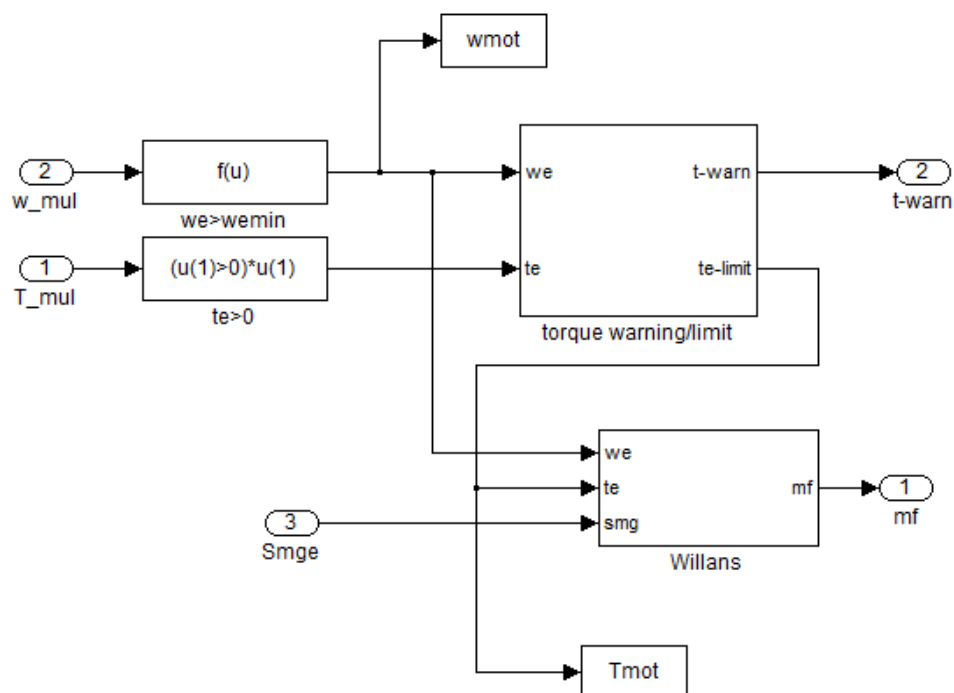 wmot
2
f(u)
we
t-warn
2
w_mul
t-warn
we>wemin
1
(u(1)>0)*u(1)
te
te-limit
T_mul
te>0
torque warning/limit
we
te
mf
1
3
smg
mf
Smge
Willans
Tmot